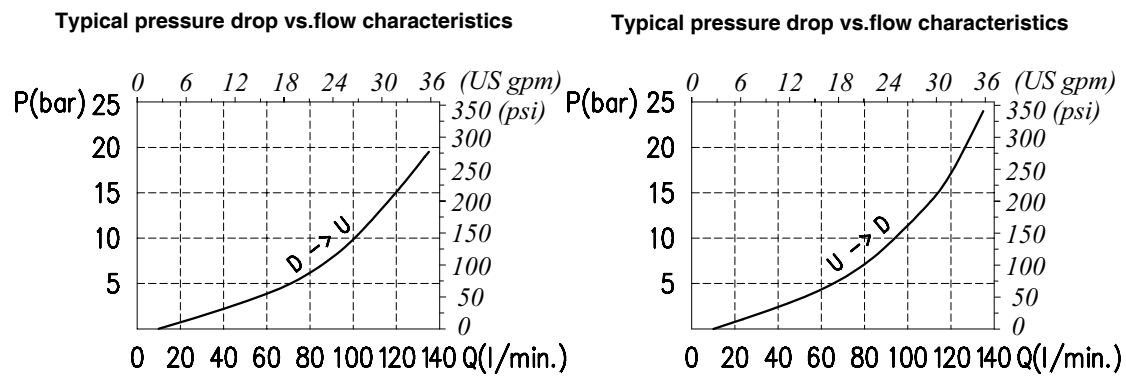 Typical pressure drop vs.flow characteristics
0 6 12 18 24 30 36 (US gpm)
P(bar) 25
20
15
10
5
350 (psi)
300
250
200
150
100
50
0
D -> U
0 20 40 60 80 100 120 140 Q(l/min.)
Typical pressure drop vs.flow characteristics
0 6 12 18 24 30 36 (US gpm)
P(bar) 25
20
15
10
5
350 (psi)
300
250
200
150
100
50
0
U -> D
0 20 40 60 80 100 120 140 Q(l/min.)